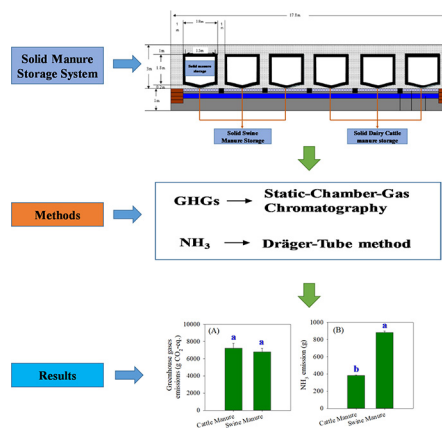 17.5m
Solid Manure
Storage System
Solid manure
storage
Solid Swine
Manure Storage
Solid Dairy Cattle
manure storage
Methods
GHGs
Static-Chamber-Gas
Chromatography
NH3
Dräger-Tube method
Results
(A)
Greenhouse gases
emissions (g CO2-eq.)
10000
8000
6000
4000
2000
0
a
a
Cattle Manure
Swine Manure
(B)
NH3 emission (g)
1000
800
600
400
200
0
b
a
Cattle Manure
Swine Manure